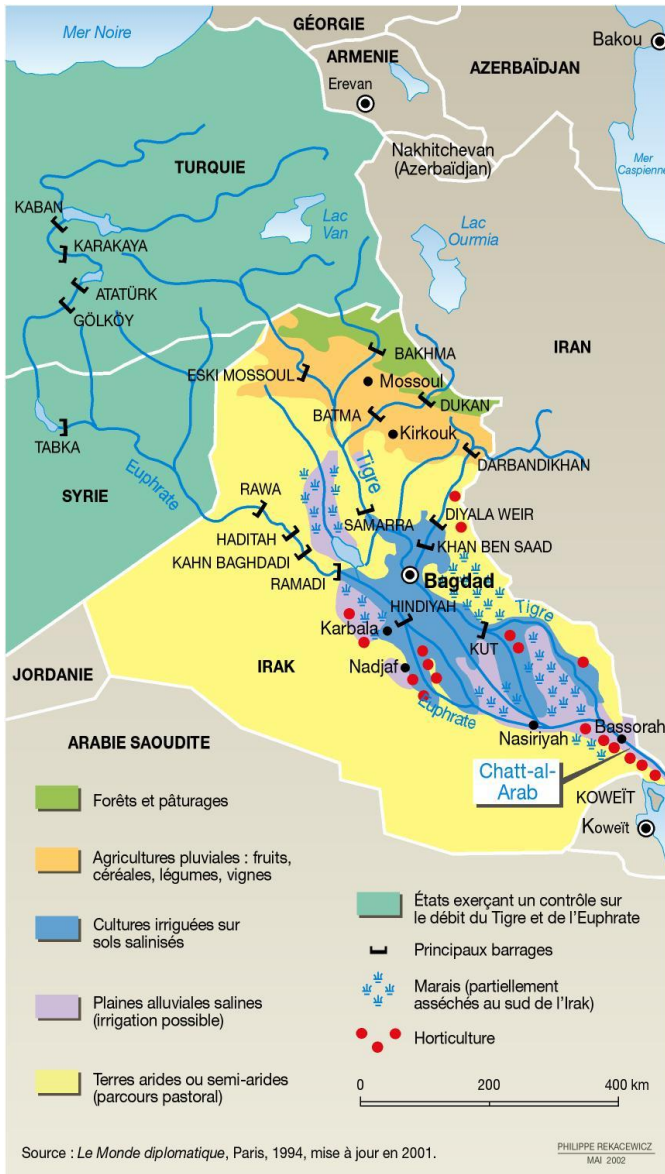 Mer Noire
GÉORGIE
Bakou
ARMENIE
Erevan
AZERBAÏDJAN
Nakhitchevan
(Azerbaïdjan)
Mer
Caspienne
TURQUIE
KABAN
Lac
Van
KARAKAYA
Lac
Ourmia
ATATÜRK
GÖLKÖY
BAKHMA
IRAN
ESKI MOSSOUL
Mossoul
DUKAN
BATMA
Kirkouk
TABKA
Tigre
DARBANDIKHAN
Euphrate
SYRIE
RAWA
SAMARRA
DIYALA WEIR
HADITAH
KHAN BEN SAAD
KAHN BAGHDADI
RAMADI
Bagdad
HINDIYAH
Tigre
Karbala
KUT
IRAK
Nadjaf
JORDANIE
Euphrate
Nasiriyah
Bassorah
ARABIE SAOUDITE
Chatt-al-
Arab
KOWEÏT
Koweït
Forêts et pâturages
Agricultures pluviales : fruits,
céréales, légumes, vignes
Cultures irriguées sur
sols salinisés
Plaines alluviales salines
(irrigation possible)
Terres arides ou semi-arides
(parcours pastoral)
États exerçant un contrôle sur
le débit du Tigre et de l'Euphrate
Principaux barrages
Marais (partiellement
asséchés au sud de l'Irak)
Horticulture
0 200 400 km
Source : Le Monde diplomatique, Paris, 1994, mise à jour en 2001.
PHILIPPE REKACEWICZ
MAI 2002